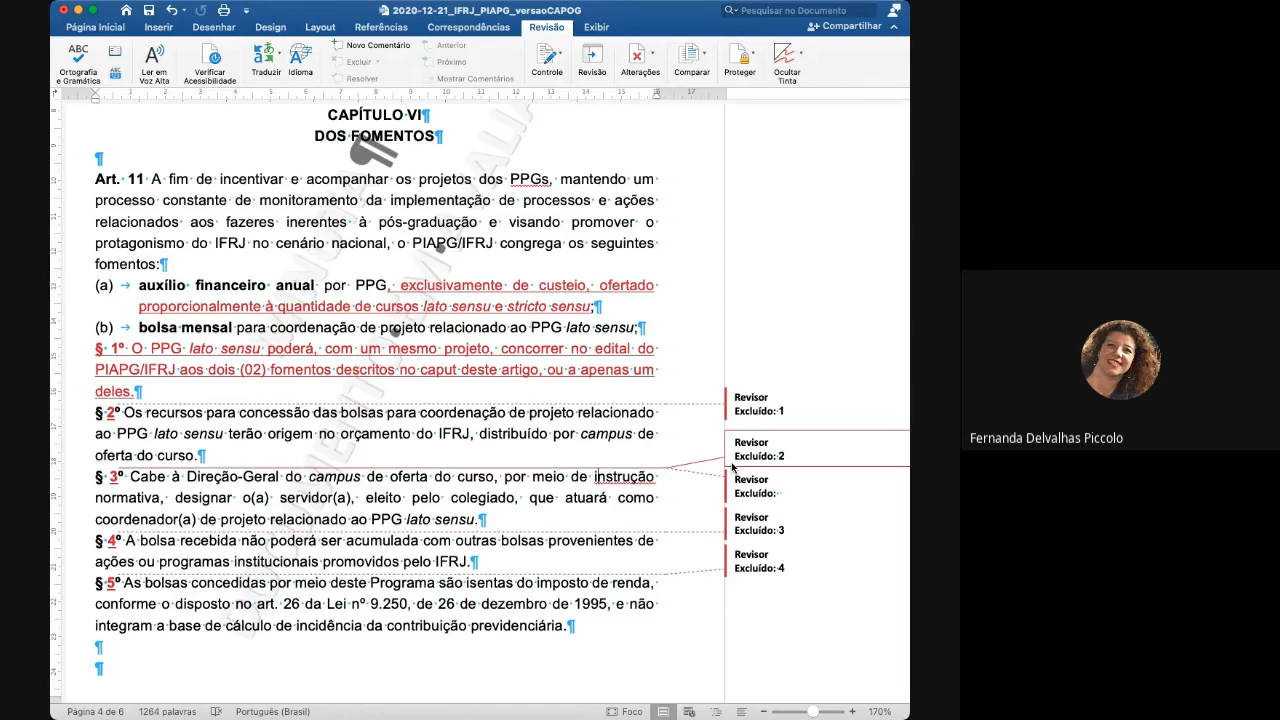 2020-12-21_IFRJ_PIAPG_versaoCAPOG
Pesquisar no Documento
Página Inicial Inserir Desenhar Design Layout Referências Correspondências Revisão Exibir
Compartilhar
ABC
Ortografia e Gramática
Ler em Voz Alta
Verificar Acessibilidade
Traduzir
Idioma
Novo Comentário
Excluir
Resolver
Anterior
Próximo
Mostrar Comentários
Controle
Revisão
Alterações
Comparar
Proteger
Ocultar Tinta
CAPÍTULO VI¶
DOS FOMENTOS¶
¶
Art. 11 A fim de incentivar e acompanhar os projetos dos PPGs, mantendo um
processo constante de monitoramento da implementação de processos e ações
relacionados aos fazeres inerentes à pós-graduação e visando promover o
protagonismo do IFRJ no cenário nacional, o PIAPG/IFRJ congrega os seguintes
fomentos:¶
(a) → auxílio financeiro anual por PPG, exclusivamente de custeio, ofertado
proporcionalmente à quantidade de cursos lato sensu e stricto sensu;¶
(b) → bolsa mensal para coordenação de projeto relacionado ao PPG lato sensu;¶
§ 1º O PPG lato sensu poderá, com um mesmo projeto, concorrer no edital do
PIAPG/IFRJ aos dois (02) fomentos descritos no caput deste artigo, ou a apenas um
deles.¶
§ 2º Os recursos para concessão das bolsas para coordenação de projeto relacionado
ao PPG lato sensu terão origem no orçamento do IFRJ, distribuído por campus de
oferta do curso.¶
§ 3º Cabe à Direção-Geral do campus de oferta do curso, por meio de instrução
normativa, designar o(a) servidor(a), eleito pelo colegiado, que atuará como
coordenador(a) de projeto relacionado ao PPG lato sensu.¶
§ 4º A bolsa recebida não poderá ser acumulada com outras bolsas provenientes de
ações ou programas institucionais promovidos pelo IFRJ.¶
§ 5º As bolsas concedidas por meio deste Programa são isentas do imposto de renda,
conforme o disposto no art. 26 da Lei nº 9.250, de 26 de dezembro de 1995, e não
integram a base de cálculo de incidência da contribuição previdenciária.¶
¶
¶
Revisor
Excluído: 1
Revisor
Excluído: 2
Revisor
Excluído:
Revisor
Excluído: 3
Revisor
Excluído: 4
Página 4 de 6 1264 palavras Português (Brasil)
Foco
170%
Fernanda Delvalhas Piccolo